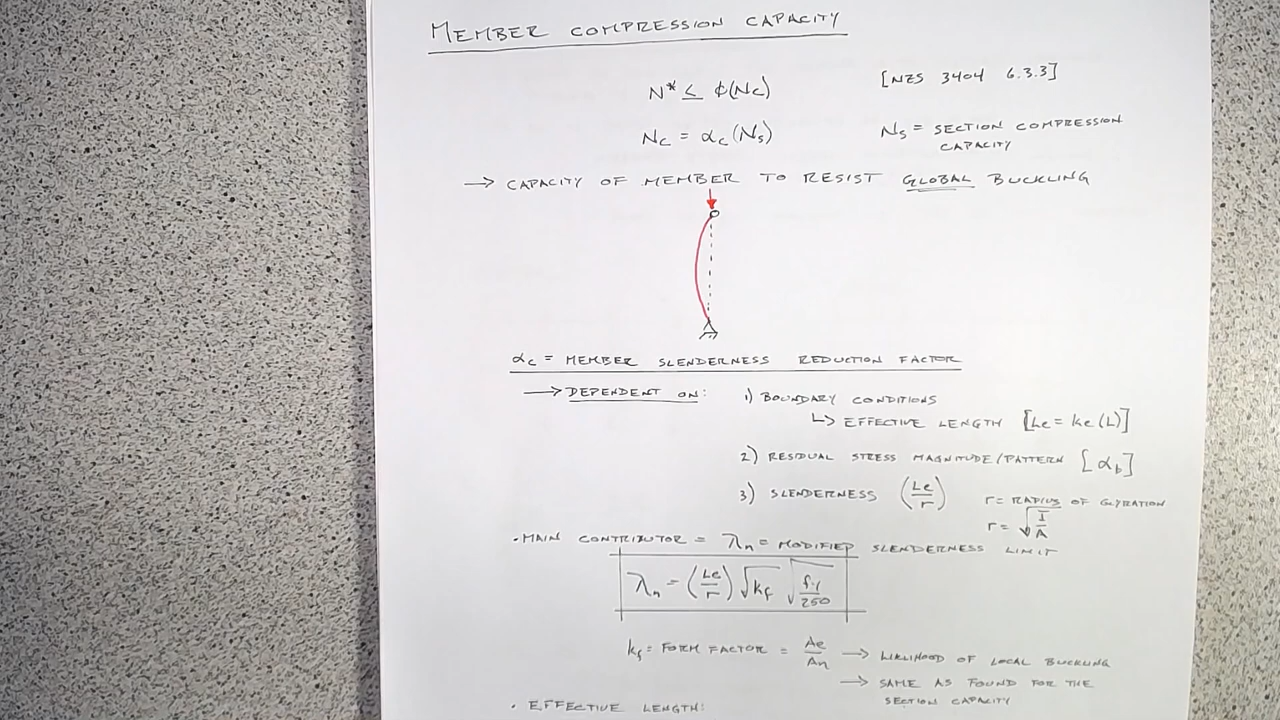 MEMBER COMPRESSION CAPACITY
N* ≤ ¢(Nc) [NZS 3404 6.3.3]
Nc = αc(Ns) Ns = SECTION COMPRESSION
CAPACITY
→ CAPACITY OF MEMBER TO RESIST GLOBAL BUCKLING
αc = MEMBER SLENDERNESS REDUCTION FACTOR
→ DEPENDENT ON: 1) BOUNDARY CONDITIONS
↳ EFFECTIVE LENGTH [Le = ke(L)]
2) RESIDUAL STRESS MAGNITUDE/PATTERN [αb]
3) SLENDERNESS (Le/r) r = RADIUS OF GLYRATION
r = √(I/A)
• MAIN CONTRIBUTOR = λn = MODIFIED SLENDERNESS LIMIT
λn = (Le/r) √kf √(fy/250)
kf = FORM FACTOR = Ae/An → LIKLIHOOD OF LOCAL BUCKLING
→ SAME AS FOUND FOR THE
SECTION CAPACITY
• EFFECTIVE LENGTH: